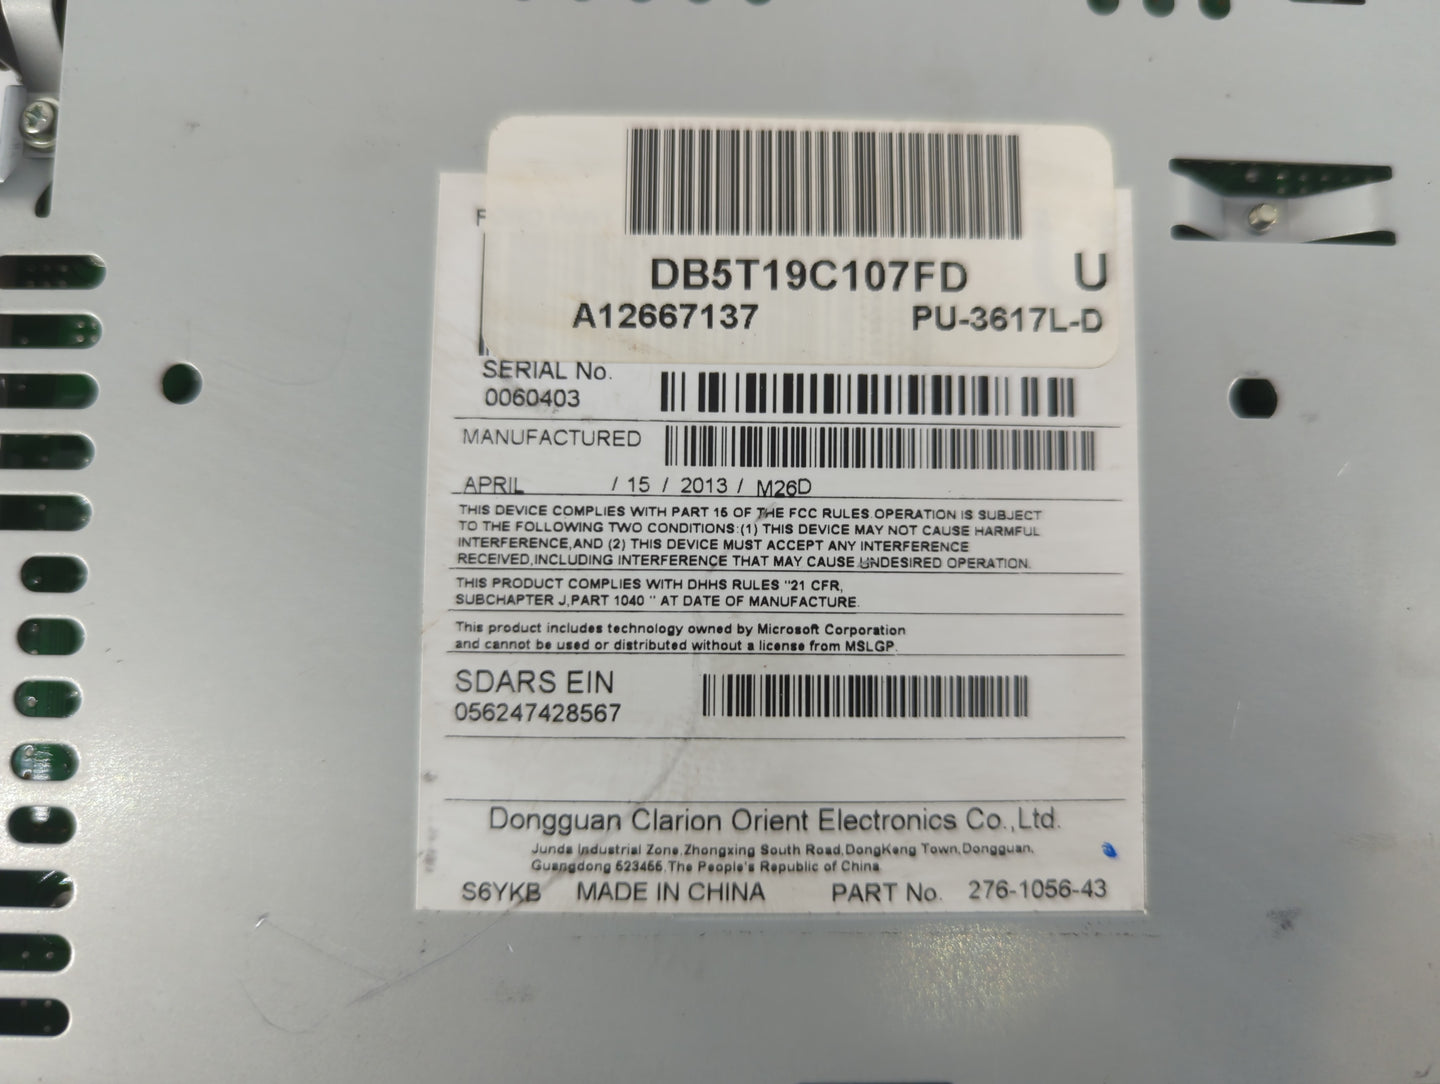 DB5T19C107FD U
A12667137 PU-3617L-D
SERIAL No.
0060403
MANUFACTURED
APRIL / 15 / 2013 / M26D
THIS DEVICE COMPLIES WITH PART 15 OF THE FCC RULES OPERATION IS SUBJECT
TO THE FOLLOWING TWO CONDITIONS:(1) THIS DEVICE MAY NOT CAUSE HARMFUL
INTERFERENCE,AND (2) THIS DEVICE MUST ACCEPT ANY INTERFERENCE
RECEIVED,INCLUDING INTERFERENCE THAT MAY CAUSE UNDESIRED OPERATION.
THIS PRODUCT COMPLIES WITH DHHS RULES "21 CFR,
SUBCHAPTER J,PART 1040 " AT DATE OF MANUFACTURE.
This product includes technology owned by Microsoft Corporation
and cannot be used or distributed without a license from MSLGP.
SDARS EIN
056247428567
Dongguan Clarion Orient Electronics Co.,Ltd.
Junda Industrial Zone,Zhongxing South Road,DongKeng Town,Dongguan,
Guangdong 523455,The People's Republic of China
S6YKB MADE IN CHINA PART No. 276-1056-43